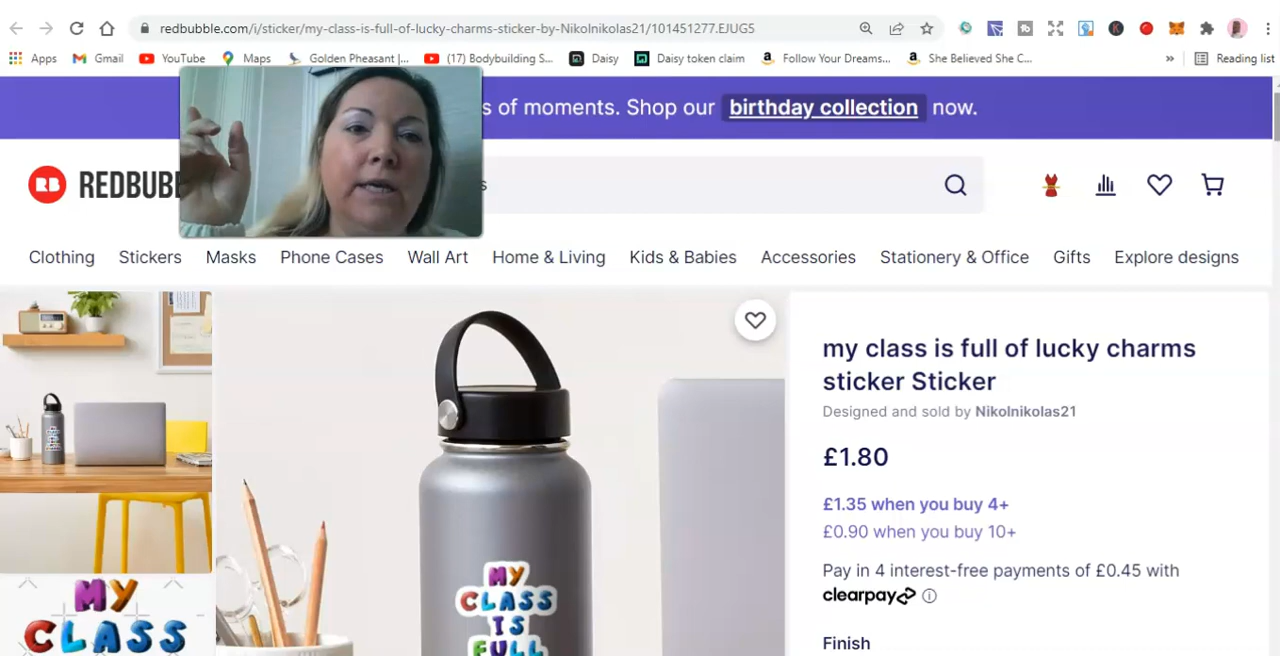 redbubble.com/i/sticker/my-class-is-full-of-lucky-charms-sticker-by-Nikolnikolas21/101451277.EJUG5
Apps Gmail YouTube Maps Golden Pheasant |... (17) Bodybuilding S... Daisy Daisy token claim Follow Your Dreams... She Believed She C... » Reading list
s of moments. Shop our birthday collection now.
RB REDBUBB
s
Clothing Stickers Masks Phone Cases Wall Art Home & Living Kids & Babies Accessories Stationery & Office Gifts Explore designs
my class is full of lucky charms
sticker Sticker
Designed and sold by Nikolnikolas21
£1.80
£1.35 when you buy 4+
£0.90 when you buy 10+
Pay in 4 interest-free payments of £0.45 with
clearpay
Finish
MY
CLASS
IS
FULL
MY
CLASS